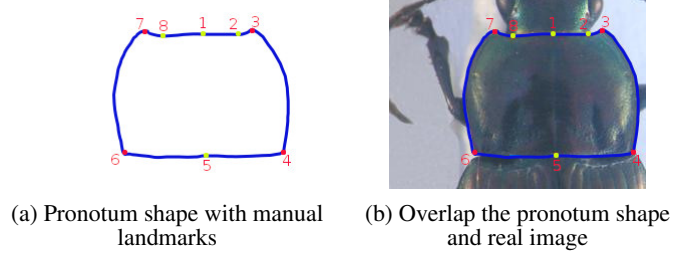 7 8 1 2 3
6 5 4
7 8 1 2 3
6 5 4
(a) Pronotum shape with manual
landmarks
(b) Overlap the pronotum shape
and real image